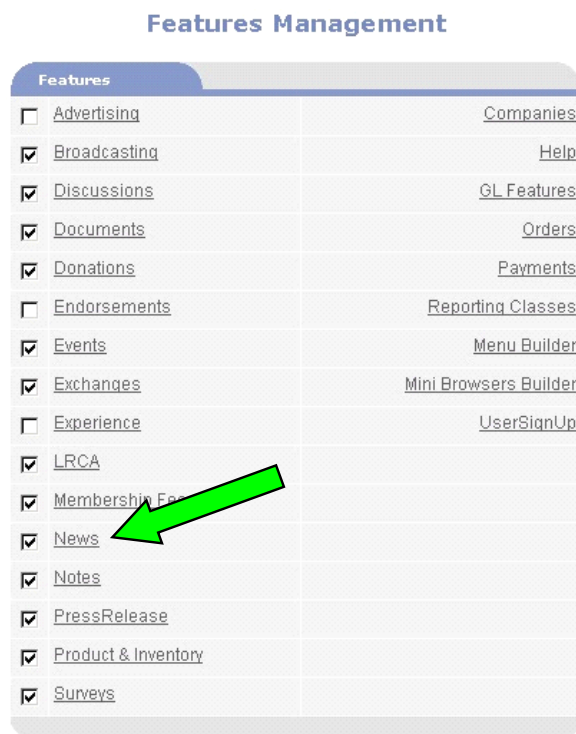 Features Management
Features
Advertising Companies
Broadcasting Help
Discussions GL Features
Documents Orders
Donations Payments
Endorsements Reporting Classes
Events Menu Builder
Exchanges Mini Browsers Builder
Experience UserSignUp
LRCA
Membership
News
Notes
PressRelease
Product & Inventory
Surveys